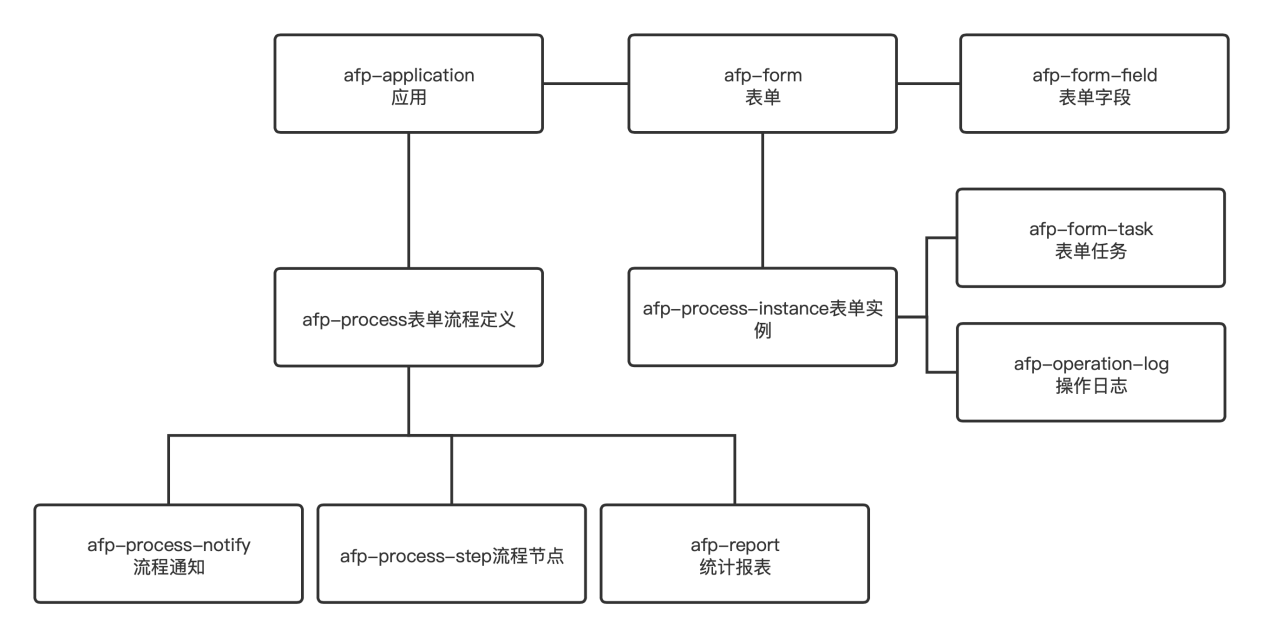 afp-application
应用
afp-form
表单
afp-form-field
表单字段
afp-form-task
表单任务
afp-process表单流程定义
afp-process-instance表单实
例
afp-operation-log
操作日志
afp-process-notify
流程通知
afp-process-step流程节点
afp-report
统计报表